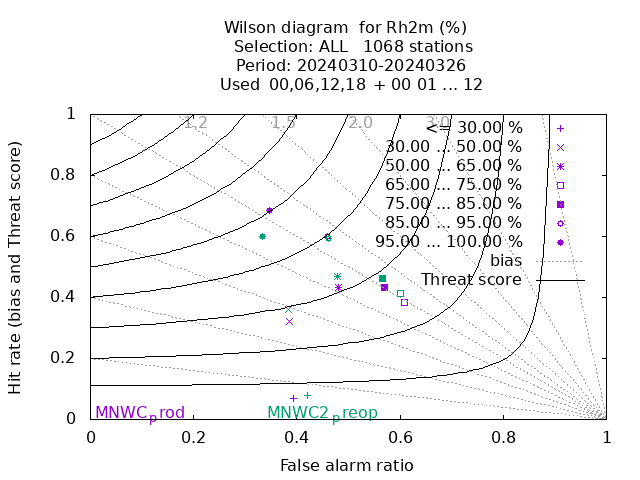 Wilson diagram for Rh2m (%)
Selection: ALL 1068 stations
Period: 20240310-20240326
Used 00,06,12,18 + 00 01 ... 12
Hit rate (bias and Threat score)
1
0.8
0.6
0.4
0.2
0
1.2 1.5 2.0 3.0
<= 30.00 %
30.00 ... 50.00 %
50.00 ... 65.00 %
65.00 ... 75.00 %
75.00 ... 85.00 %
85.00 ... 95.00 %
95.00 ... 100.00 %
bias
Threat score
MNWCprod MNWC2preop
0 0.2 0.4 0.6 0.8 1
False alarm ratio